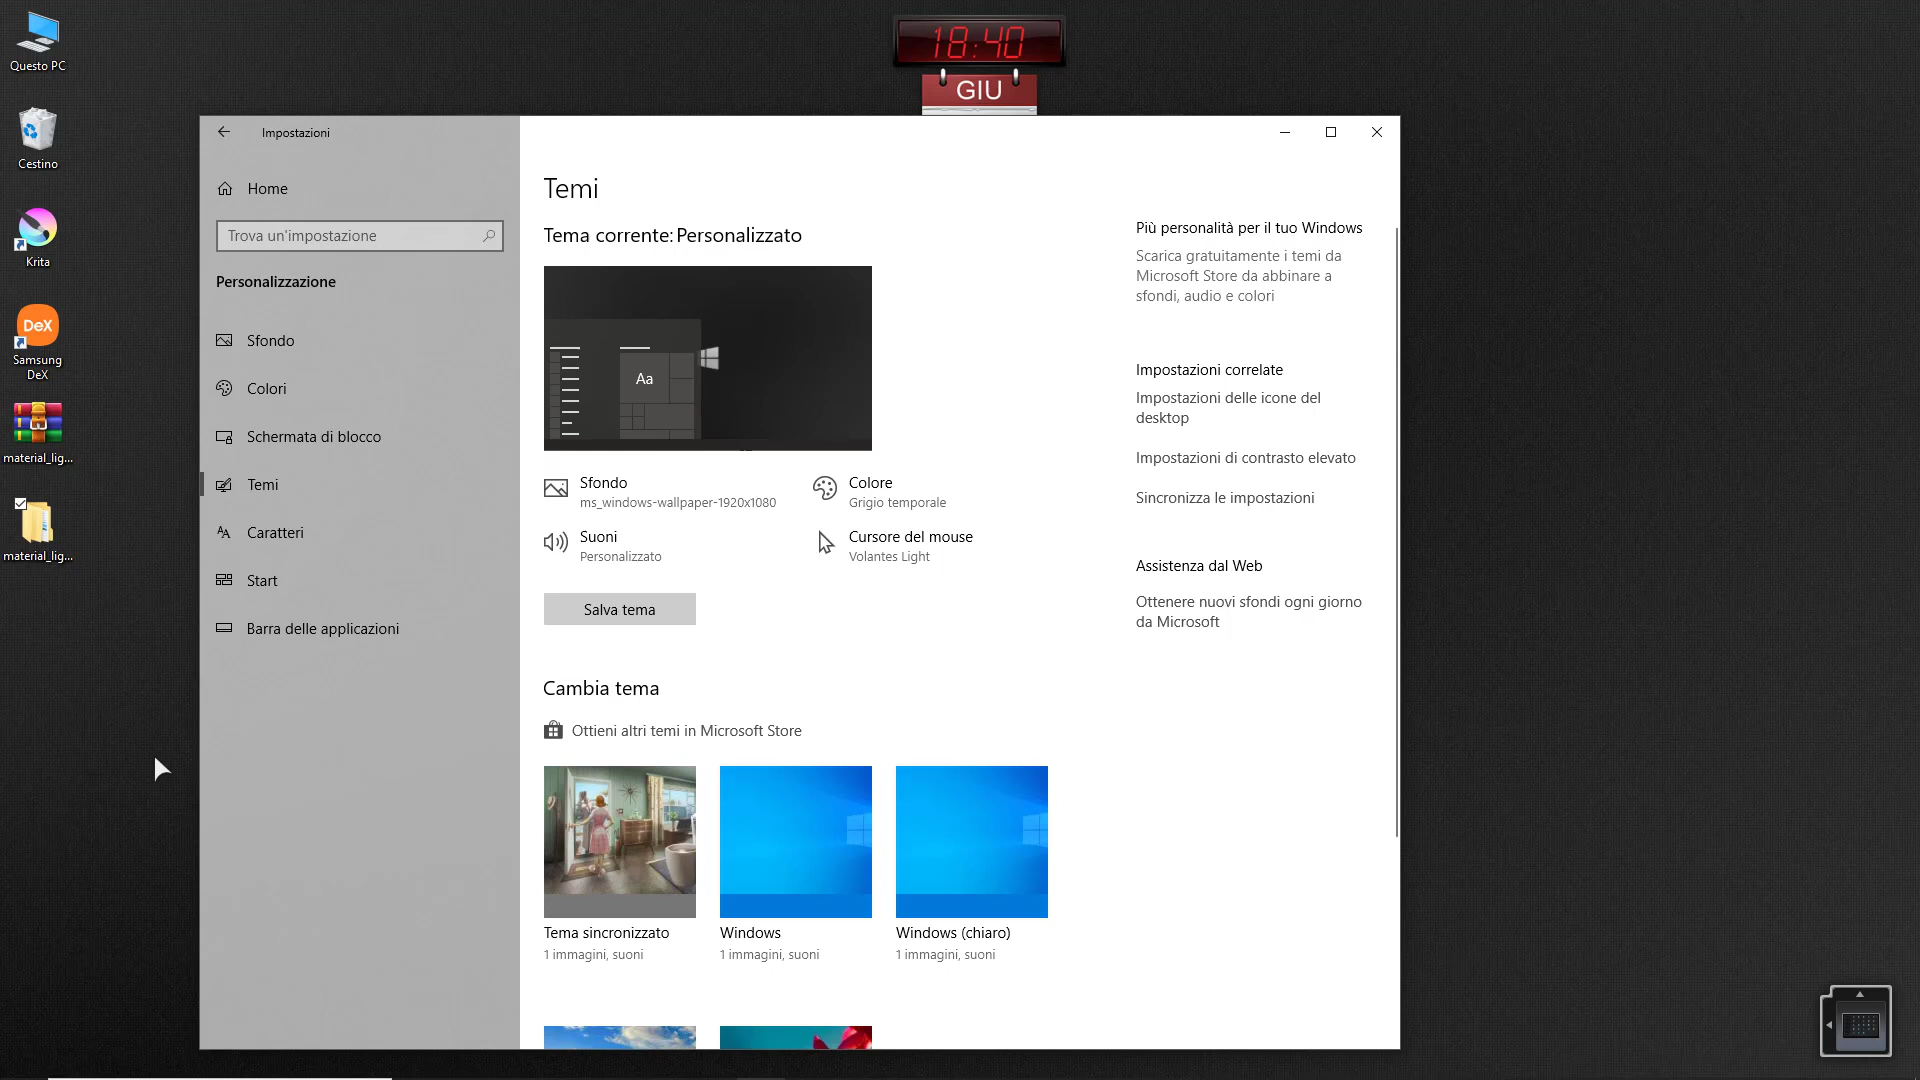 Questo PC
Cestino
Krita
DeX
Samsung
DeX
material_lig...
material_lig...
18:40
GIU
Impostazioni
Home
Trova un'impostazione
Personalizzazione
Sfondo
Colori
Schermata di blocco
Temi
Caratteri
Start
Barra delle applicazioni
Temi
Tema corrente: Personalizzato
Aa
Sfondo
ms_windows-wallpaper-1920x1080
Colore
Grigio temporale
Suoni
Personalizzato
Cursore del mouse
Volantes Light
Salva tema
Cambia tema
Ottieni altri temi in Microsoft Store
Tema sincronizzato
1 immagini, suoni
Windows
1 immagini, suoni
Windows (chiaro)
1 immagini, suoni
Più personalità per il tuo Windows
Scarica gratuitamente i temi da
Microsoft Store da abbinare a
sfondi, audio e colori
Impostazioni correlate
Impostazioni delle icone del
desktop
Impostazioni di contrasto elevato
Sincronizza le impostazioni
Assistenza dal Web
Ottenere nuovi sfondi ogni giorno
da Microsoft